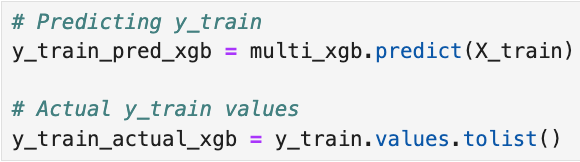 # Predicting y_train
y_train_pred_xgb = multi_xgb.predict(X_train)
# Actual y_train values
y_train_actual_xgb = y_train.values.tolist()